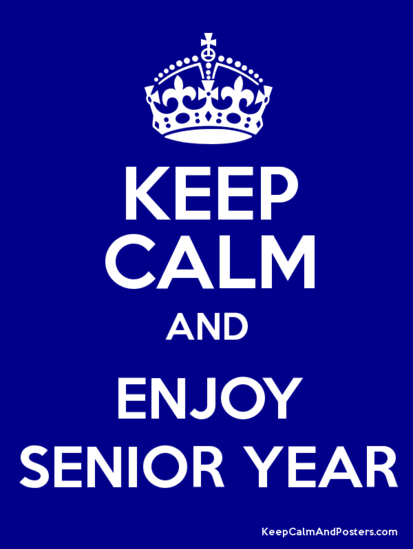 KEEP
CALM
AND
ENJOY
SENIOR YEAR
KeepCalmAndPosters.com